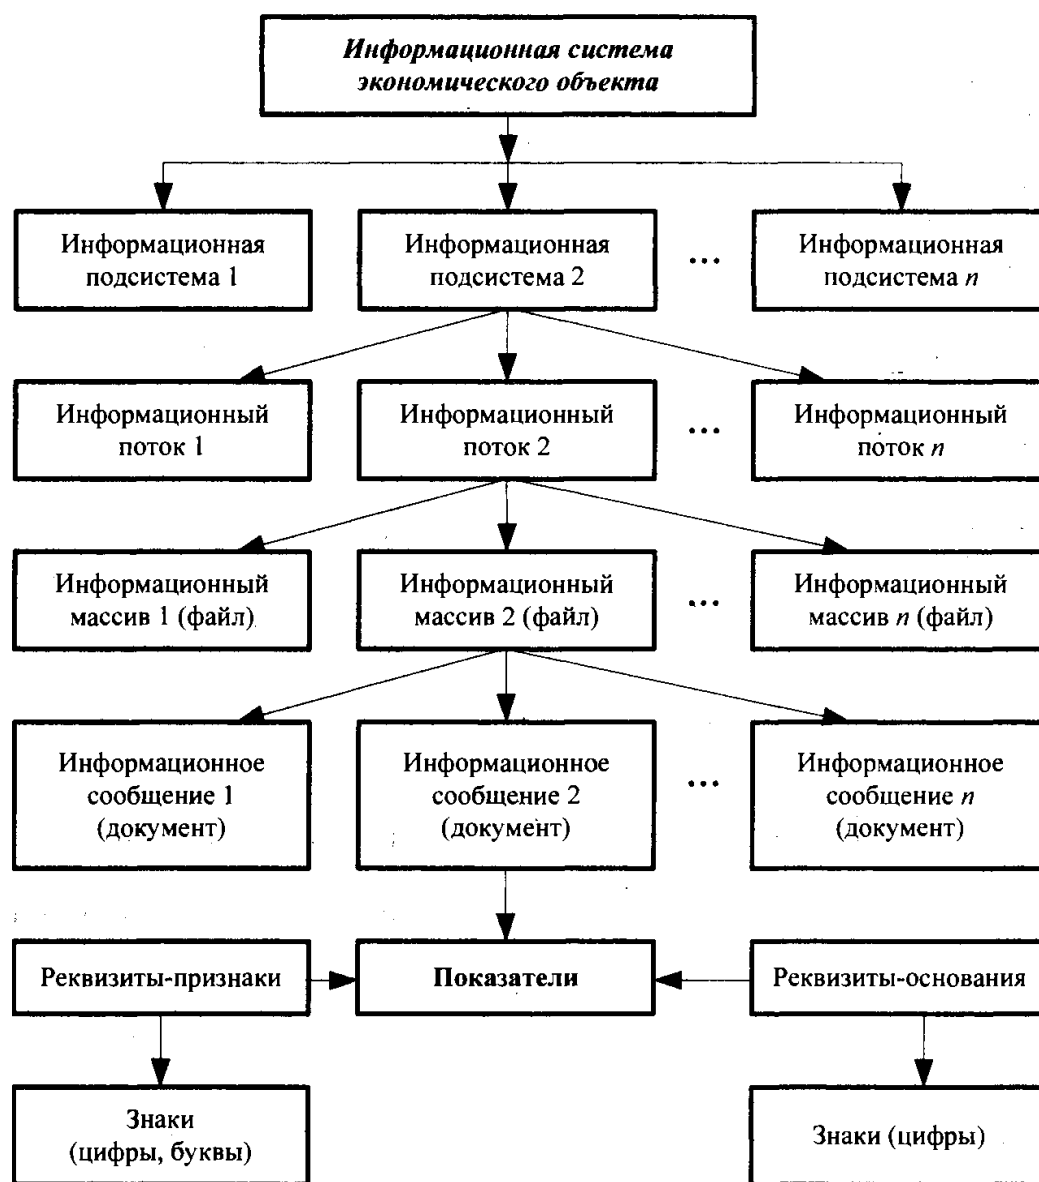 Информационная система
экономического объекта
Информационная
подсистема 1
Информационная
подсистема 2
...
Информационная
подсистема n
Информационный
поток 1
Информационный
поток 2
...
Информационный
поток n
Информационный
массив 1 (файл)
Информационный
массив 2 (файл)
...
Информационный
массив n (файл)
Информационное
сообщение 1
(документ)
Информационное
сообщение 2
(документ)
...
Информационное
сообщение n
(документ)
Реквизиты-признаки
Показатели
Реквизиты-основания
Знаки
(цифры, буквы)
Знаки (цифры)